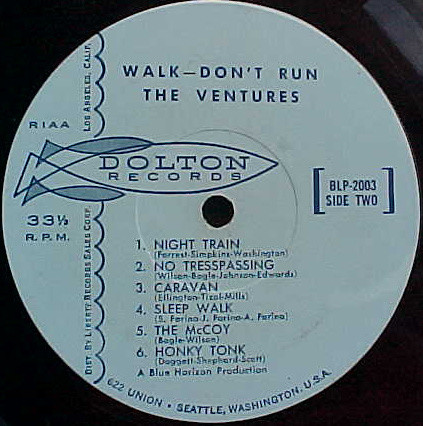 WALK—DON'T RUN
THE VENTURES
RIAA
LOS ANGELES, CALIF.
DOLTON
RECORDS
33⅓
R.P.M.
BLP-2003
SIDE TWO
DIST. BY LIBERTY RECORDS SALES CORP.
1. NIGHT TRAIN
(Forrest-Simpkins-Washington)
2. NO TRESSPASSING
(Wilson-Bogle-Johnson-Edwards)
3. CARAVAN
(Ellington-Tizol-Mills)
4. SLEEP WALK
(S. Farina-J. Farina-A. Farina)
5. THE McCOY
(Bogle-Wilson)
6. HONKY TONK
(Doggett-Shephard-Scott)
A Blue Horizon Production
622 UNION • SEATTLE, WASHINGTON, U.S.A.